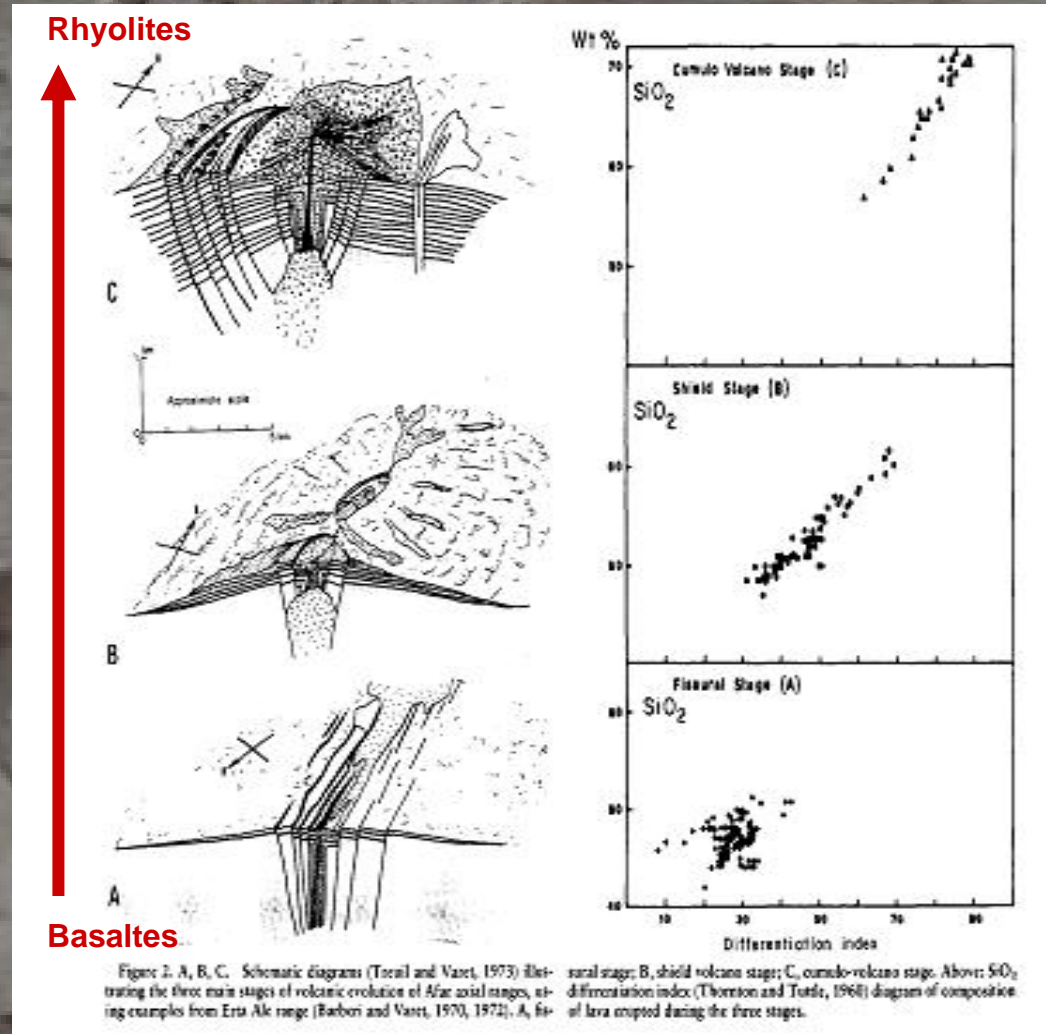 Rhyolites
Wt %
70
Cumulo Volcano Stage (C)
SiO2
60
50
C
km
Approximate scale
0
0
5 km
Shield Stage (B)
SiO2
60
50
B
Fissural Stage (A)
SiO2
60
50
40
A
10
30
50
70
90
Basaltes
Differentiation index
Figure 2. A, B, C. Schematic diagrams (Treuil and Varet, 1973) illus-
trating the three main stages of volcanic evolution of Afar axial ranges, us-
ing examples from Erta Ale range (Barberi and Varet, 1970, 1972). A, fis-
sural stage; B, shield volcano stage; C, cumulo-volcano stage. Above: SiO2
differentiation index (Thornton and Tuttle, 1960) diagram of composition
of lava erupted during the three stages.